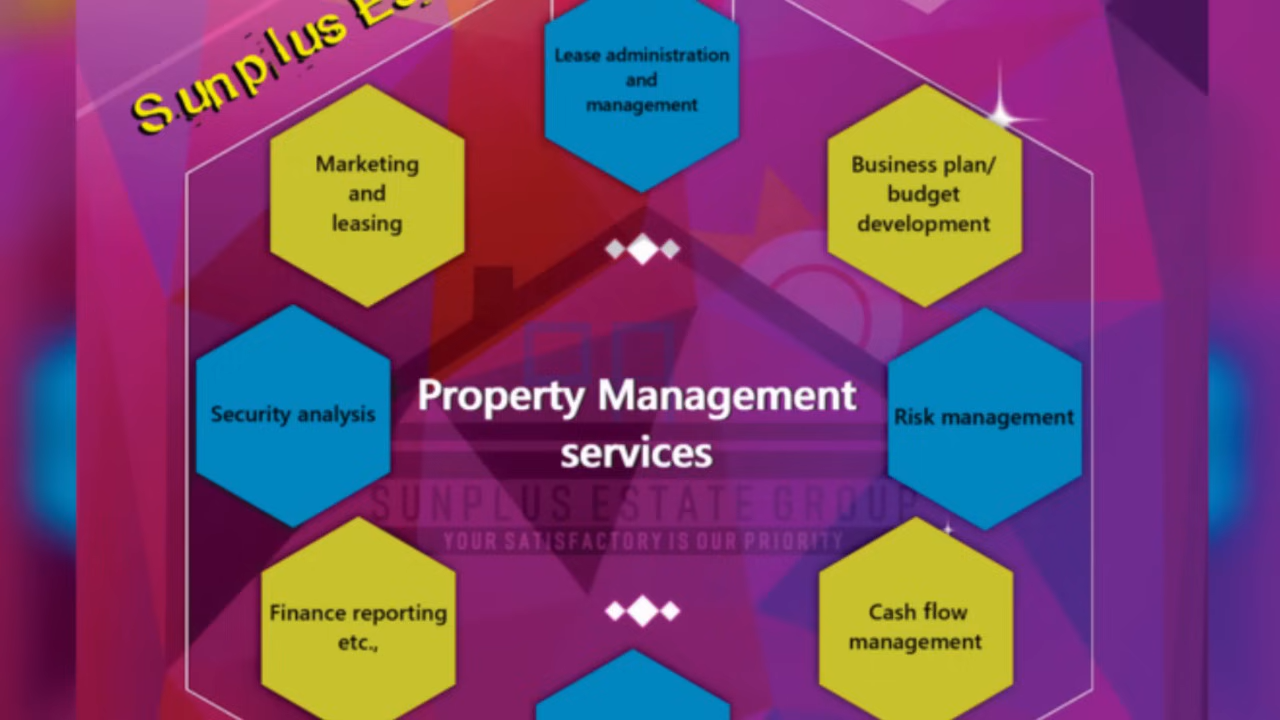 Sunplus
Lease administration
and
management
Marketing
and
leasing
Business plan/
budget
development
Security analysis
Property Management
services
Risk management
SUNPLUS ESTATE GROUP
YOUR SATISFACTORY IS OUR PRIORITY
Finance reporting
etc.,
Cash flow
management